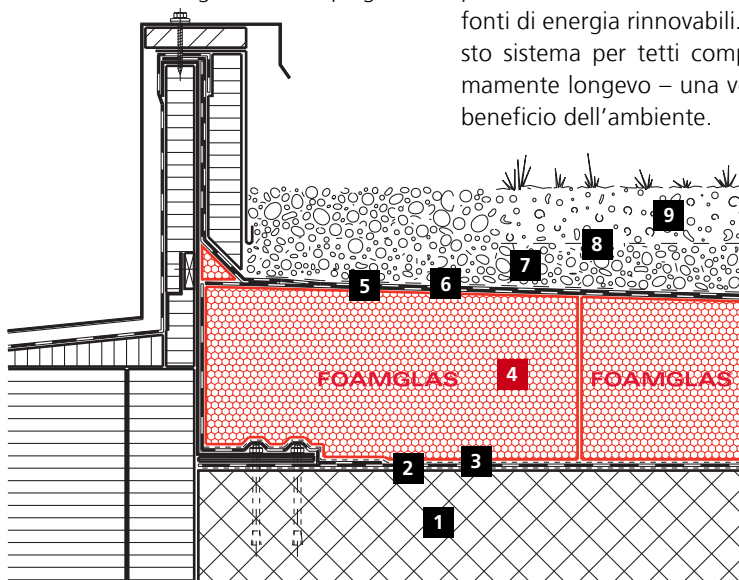 fonti di energia rinnovabili.
sto sistema per tetti comp
mamente longevo – una v
beneficio dell'ambiente.
9
8
7
6
5
FOAMGLAS 4 FOAMGLAS
3
2
1